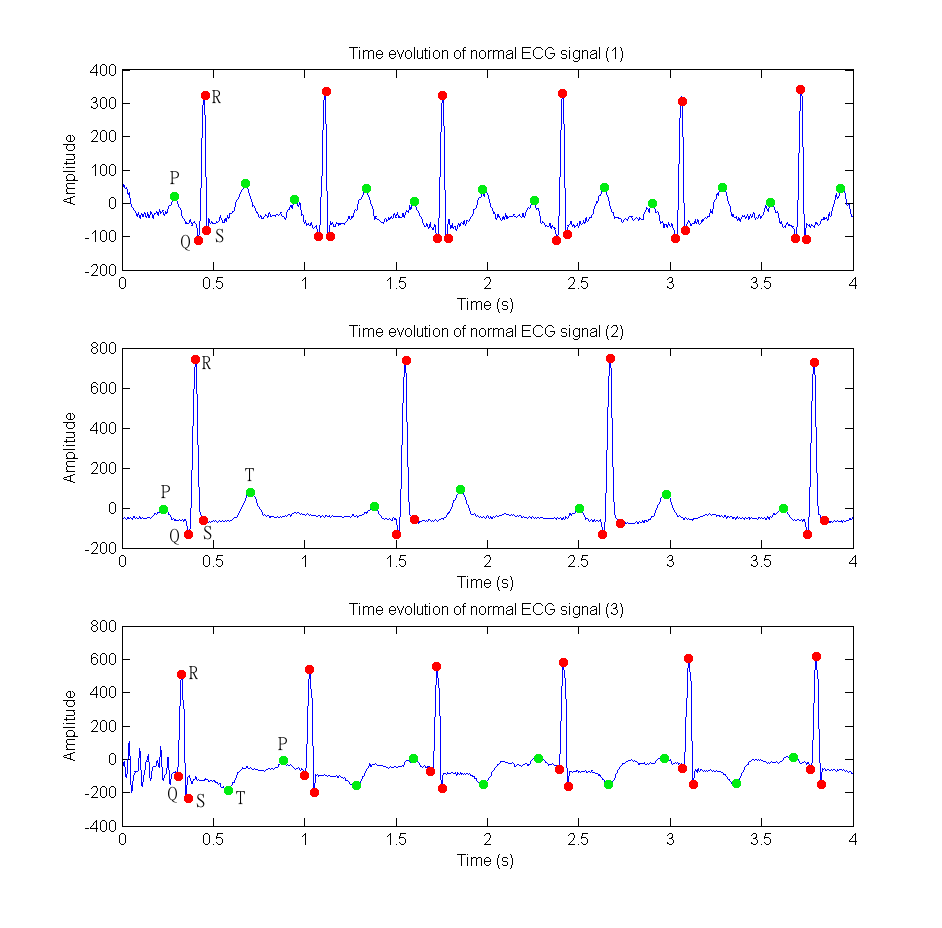 Time evolution of normal ECG signal (1)
400
300
200
100
0
-100
-200
Amplitude
R
P
Q
S
0 0.5 1 1.5 2 2.5 3 3.5 4
Time (s)
Time evolution of normal ECG signal (2)
800
600
400
200
0
-200
Amplitude
R
P
T
Q
S
0 0.5 1 1.5 2 2.5 3 3.5 4
Time (s)
Time evolution of normal ECG signal (3)
800
600
400
200
0
-200
-400
Amplitude
R
P
Q
S
T
0 0.5 1 1.5 2 2.5 3 3.5 4
Time (s)